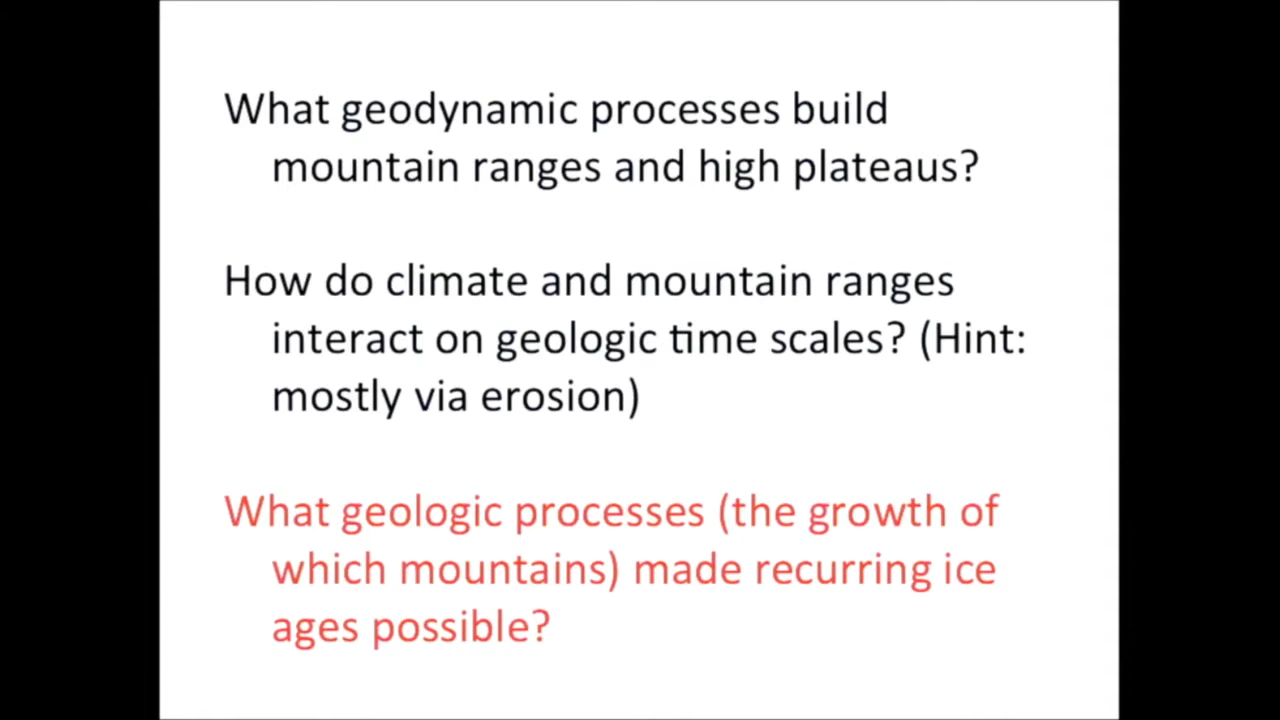 What geodynamic processes build
mountain ranges and high plateaus?
How do climate and mountain ranges
interact on geologic time scales? (Hint:
mostly via erosion)
What geologic processes (the growth of
which mountains) made recurring ice
ages possible?